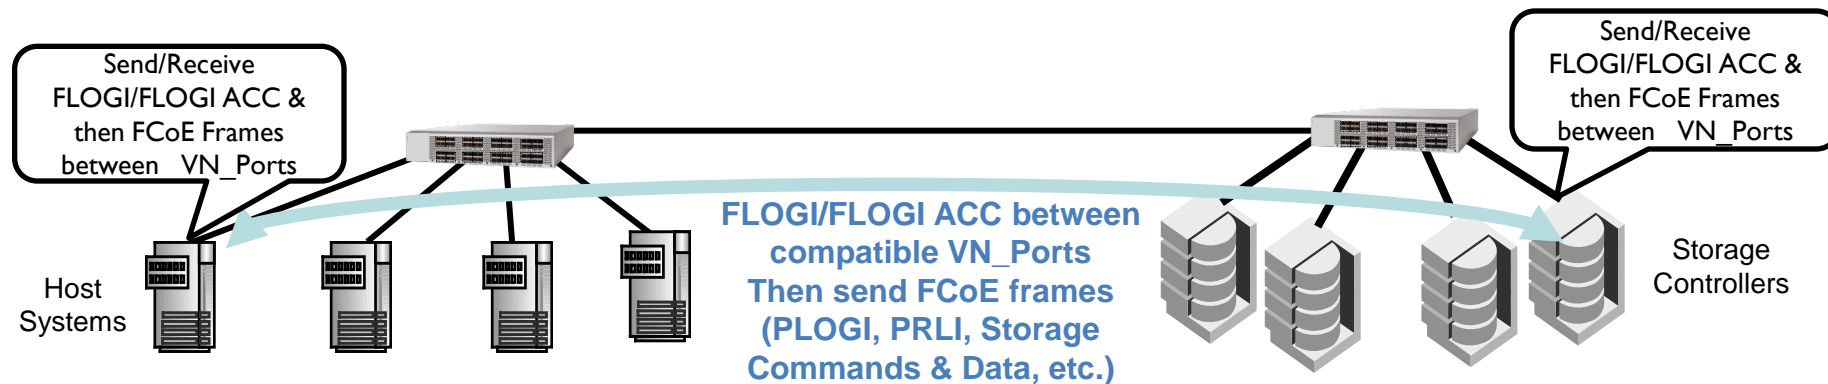 Send/Receive
FLOGI/FLOGI ACC &
then FCoE Frames
between VN_Ports
Send/Receive
FLOGI/FLOGI ACC &
then FCoE Frames
between VN_Ports
FLOGI/FLOGI ACC between
compatible VN_Ports
Then send FCoE frames
(PLOGI, PRLI, Storage
Commands & Data, etc.)
Host
Systems
Storage
Controllers